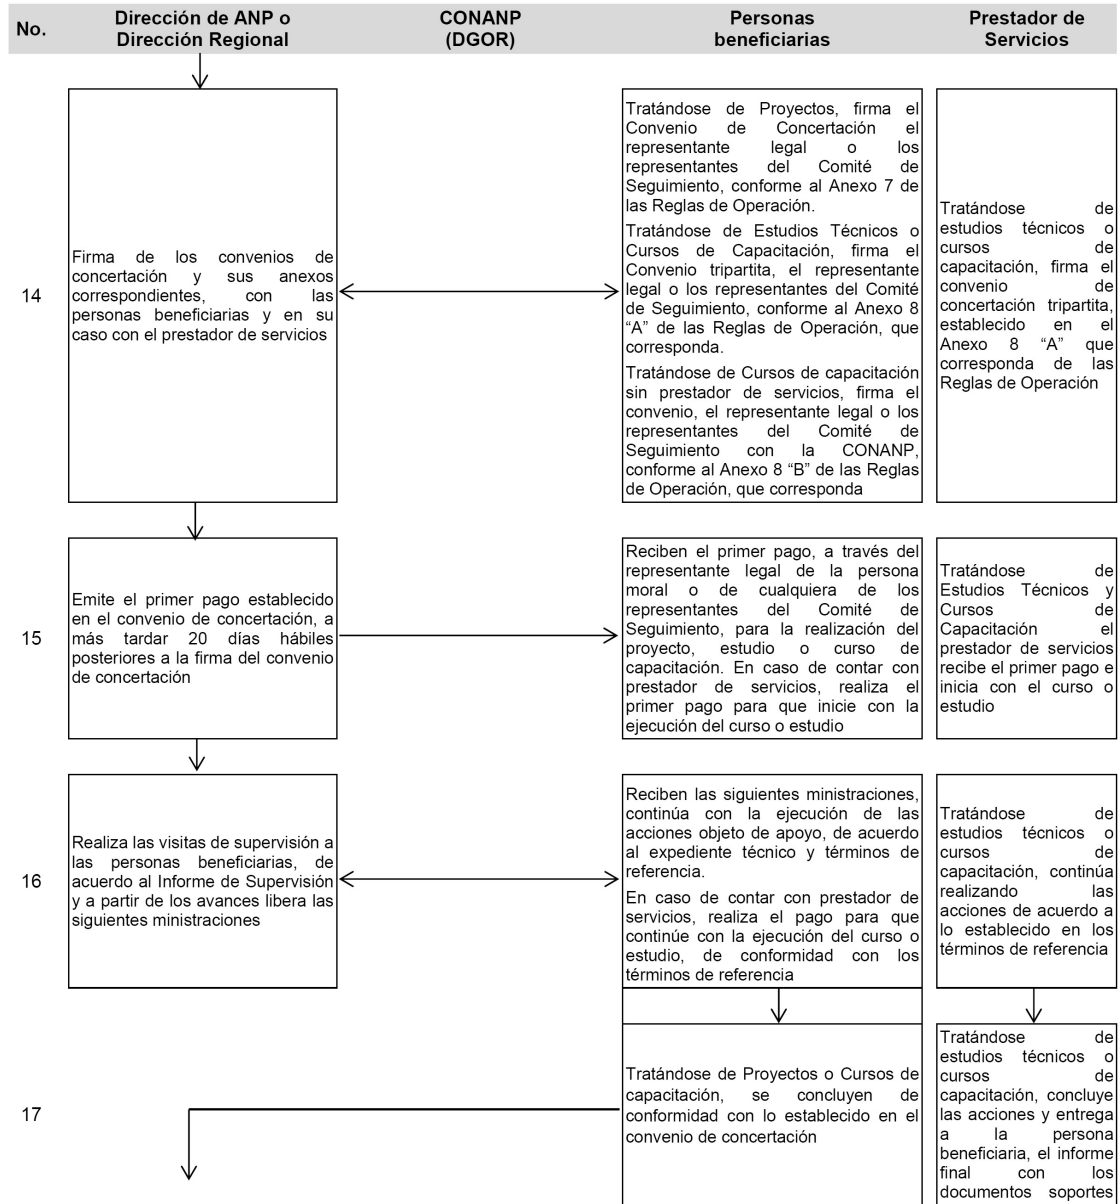 No.
Dirección de ANP o
Dirección Regional
CONANP
(DGOR)
Personas
beneficiarias
Prestador de
Servicios
14
Firma de los convenios de
concertación y sus anexos
correspondientes, con las
personas beneficiarias y en su
caso con el prestador de servicios
Tratándose de Proyectos, firma el
Convenio de Concertación el
representante legal o los
representantes del Comité de
Seguimiento, conforme al Anexo 7 de
las Reglas de Operación.
Tratándose de Estudios Técnicos o
Cursos de Capacitación, firma el
Convenio tripartita, el representante
legal o los representantes del Comité
de Seguimiento, conforme al Anexo 8
“A” de las Reglas de Operación, que
corresponda.
Tratándose de Cursos de capacitación
sin prestador de servicios, firma el
convenio, el representante legal o los
representantes del Comité de
Seguimiento con la CONANP,
conforme al Anexo 8 “B” de las Reglas
de Operación, que corresponda
Tratándose de
estudios técnicos o
cursos de
capacitación, firma el
convenio de
concertación tripartita,
establecido en el
Anexo 8 “A” que
corresponda de las
Reglas de Operación
15
Emite el primer pago establecido
en el convenio de concertación, a
más tardar 20 días hábiles
posteriores a la firma del convenio
de concertación
Reciben el primer pago, a través del
representante legal de la persona
moral o de cualquiera de los
representantes del Comité de
Seguimiento, para la realización del
proyecto, estudio o curso de
capacitación. En caso de contar con
prestador de servicios, realiza el
primer pago para que inicie con la
ejecución del curso o estudio
Tratándose de
Estudios Técnicos y
Cursos de
Capacitación el
prestador de servicios
recibe el primer pago e
inicia con el curso o
estudio
16
Realiza las visitas de supervisión a
las personas beneficiarias, de
acuerdo al Informe de Supervisión
y a partir de los avances libera las
siguientes ministraciones
Reciben las siguientes ministraciones,
continúa con la ejecución de las
acciones objeto de apoyo, de acuerdo
al expediente técnico y términos de
referencia.
En caso de contar con prestador de
servicios, realiza el pago para que
continúe con la ejecución del curso o
estudio, de conformidad con los
términos de referencia
Tratándose de
estudios técnicos o
cursos de
capacitación, continúa
realizando las
acciones de acuerdo a
lo establecido en los
términos de referencia
17
Tratándose de Proyectos o Cursos de
capacitación, se concluyen de
conformidad con lo establecido en el
convenio de concertación
Tratándose de
estudios técnicos o
cursos de
capacitación, concluye
las acciones y entrega
a la persona
beneficiaria, el informe
final con los
documentos soportes